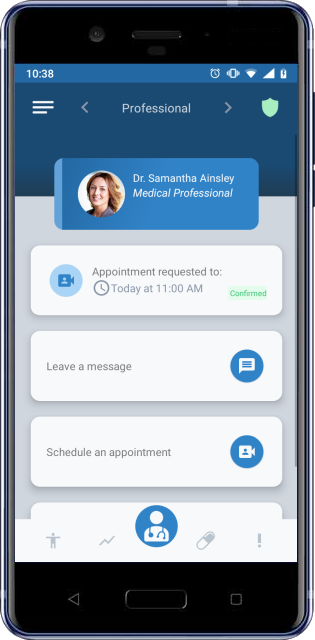 10:38
Professional
Dr. Samantha Ainsley
Medical Professional
Appointment requested to:
Today at 11:00 AM
Confirmed
Leave a message
Schedule an appointment